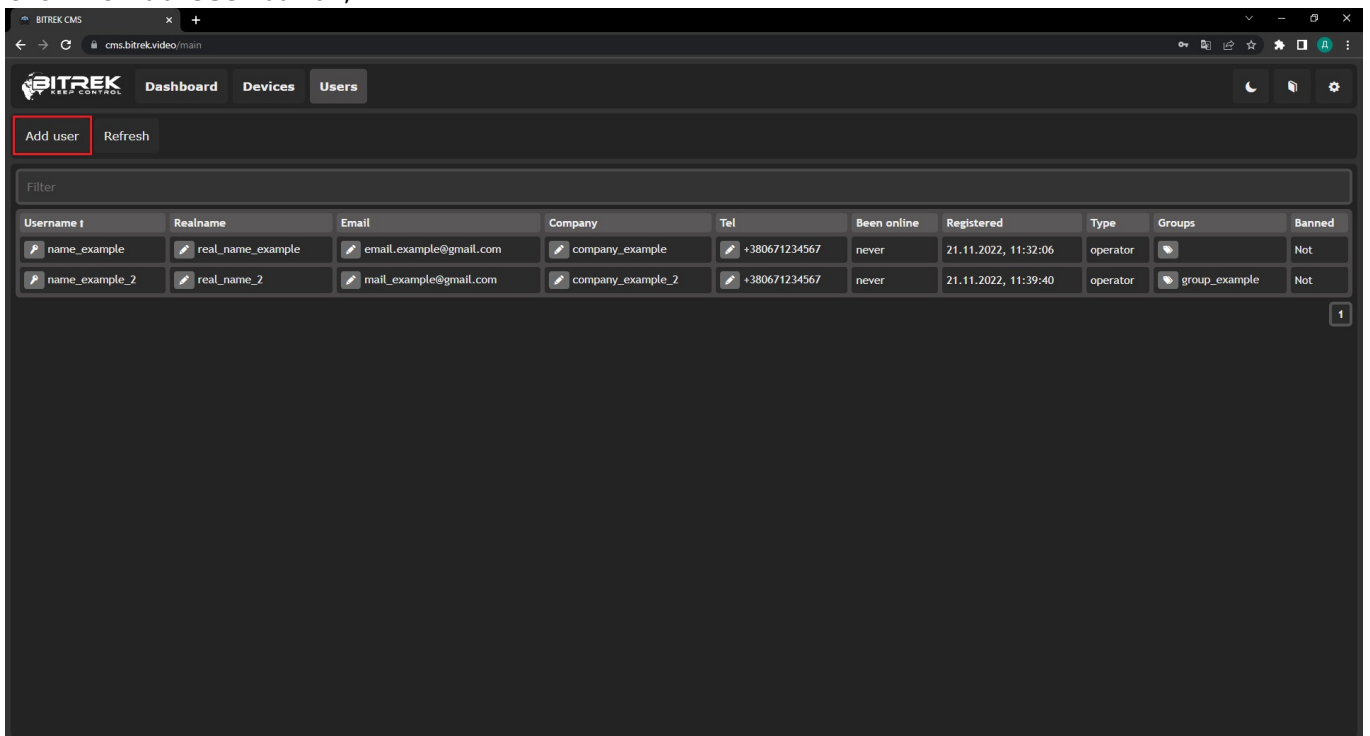 BITREK CMS
cms.bitrek.video/main
BITREK Dashboard Devices Users
KEEP CONTROL
Add user Refresh
Filter
Username Realname Email Company Tel Been online Registered Type Groups Banned
name_example real_name_example email.example@gmail.com company_example +380671234567 never 21.11.2022, 11:32:06 operator Not
name_example_2 real_name_2 mail_example@gmail.com company_example_2 +380671234567 never 21.11.2022, 11:39:40 operator group_example Not
1